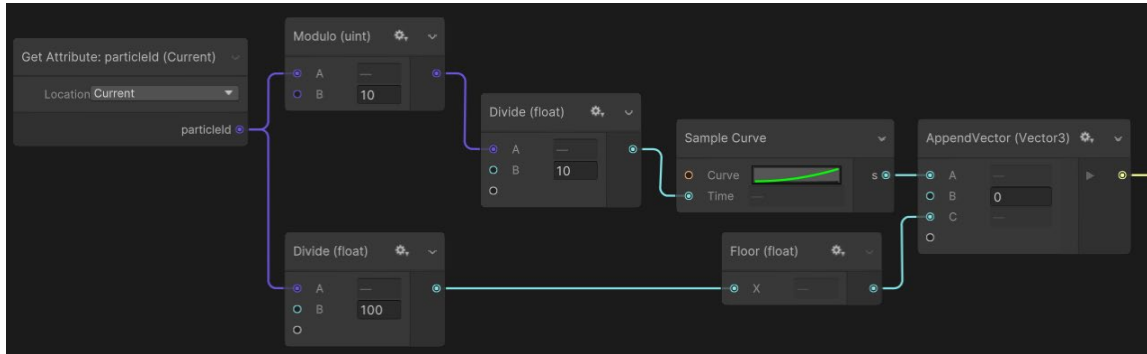 Get Attribute: particleId (Current)
Location Current
particleId
Modulo (uint)
A —
B 10
Divide (float)
A —
B 10
Divide (float)
A —
B 100
Sample Curve
Curve s
Time —
Floor (float)
X —
AppendVector (Vector3)
A —
B 0
C —